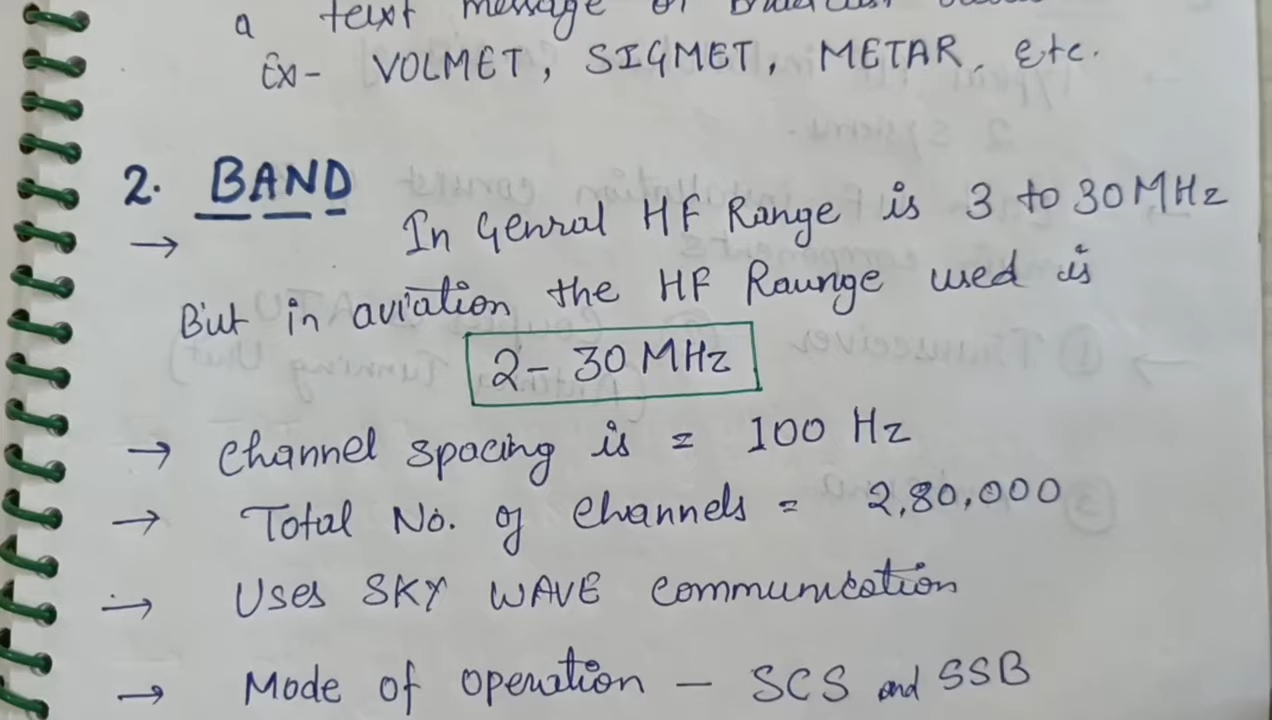 a text message or
Ex- VOLMET, SIGMET, METAR, Etc.
2. BAND
→ In Genral HF Range is 3 to 30 MHz
But in aviation the HF Raunge used is
2- 30 MHz
→ Channel spacing is = 100 Hz
→ Total No. of Channels = 2,80,000
→ Uses SKY WAVE Communication
→ Mode of operation - SCS and SSB